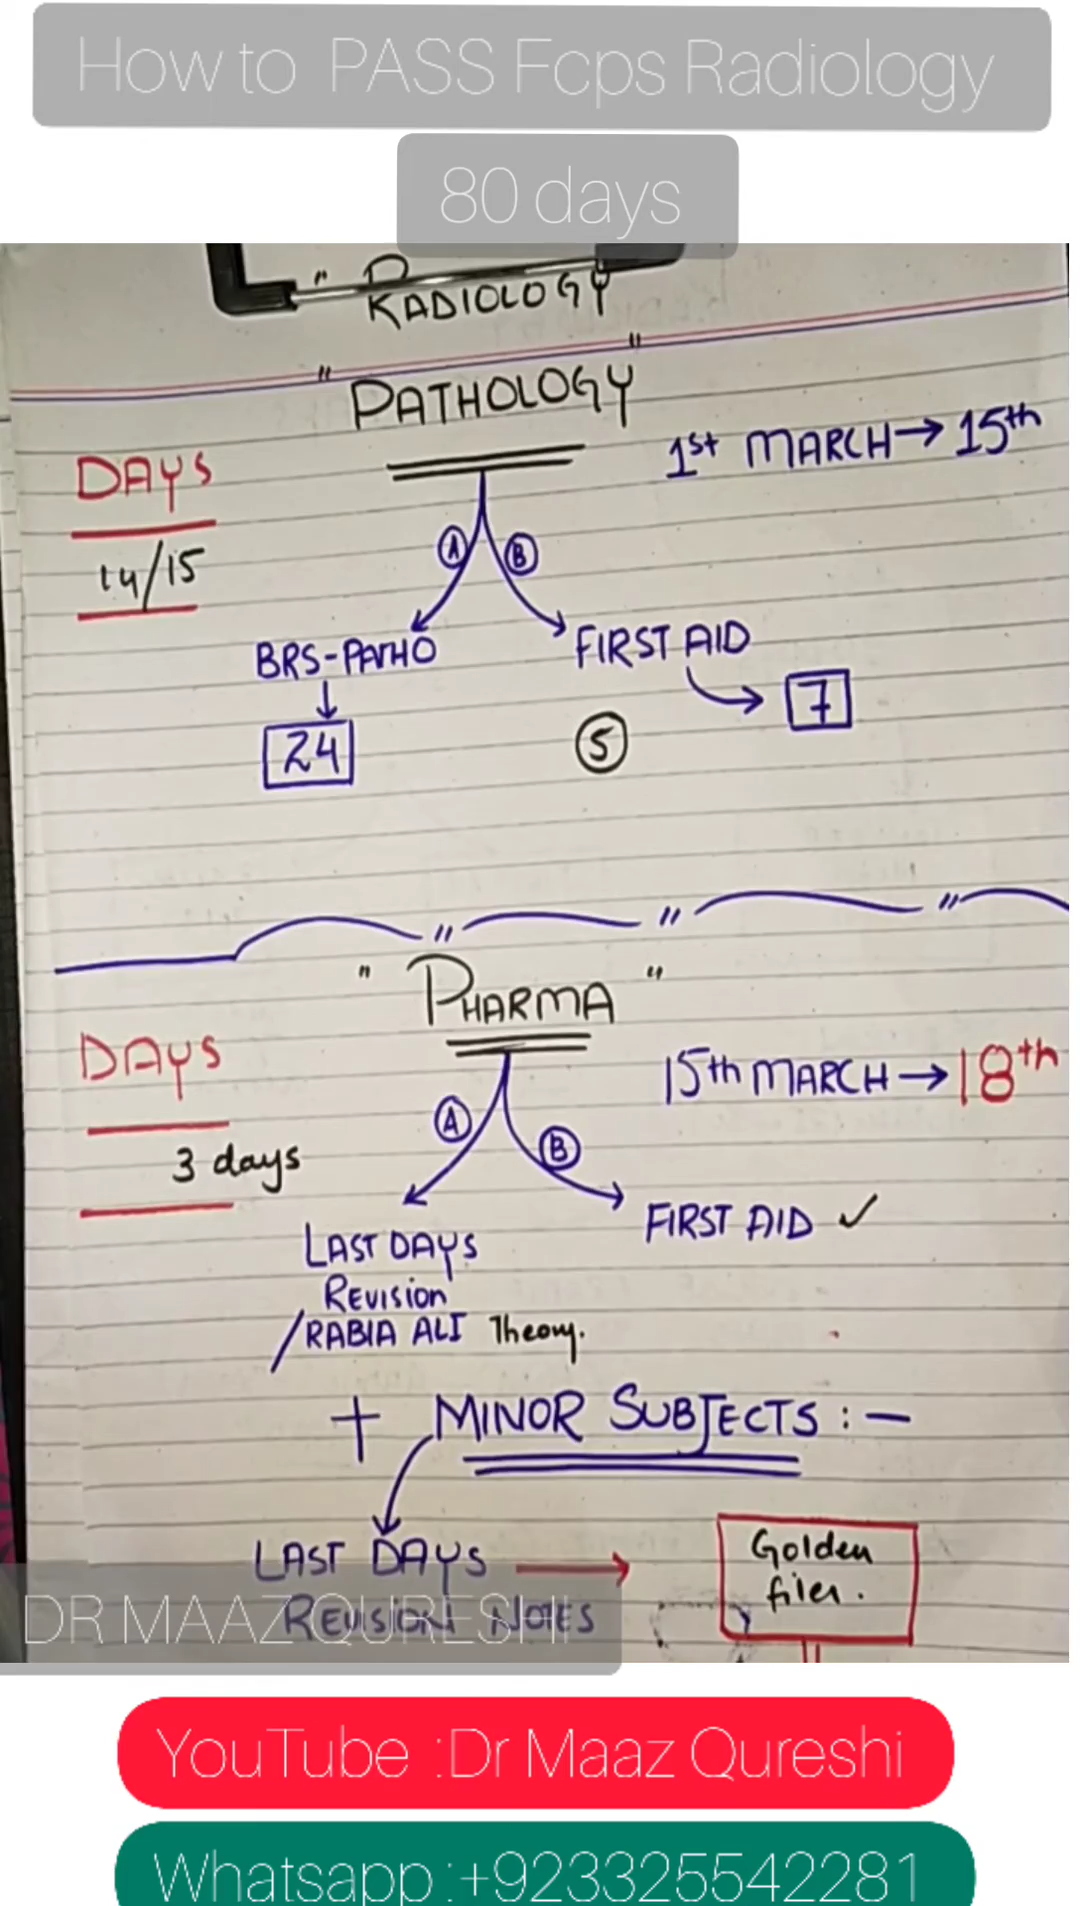 How to PASS Fcps Radiology
80 days
" RADIOLOGY "
" PATHOLOGY
1st MARCH → 15th
DAYS
14/15
A B
BRS-PATHO FIRST AID
7
24 5
" PHARMA "
DAYS
15th MARCH → 18th
A
B
3 days
FIRST AID ✓
LAST DAYS
REVISION
/RABIA ALI Theory.
+ MINOR SUBJECTS : –
Golden
files.
LAST DAYS →
REVISION NOTES
DR MAAZ QURESHI
YouTube :Dr Maaz Qureshi
Whatsapp :+923325542281